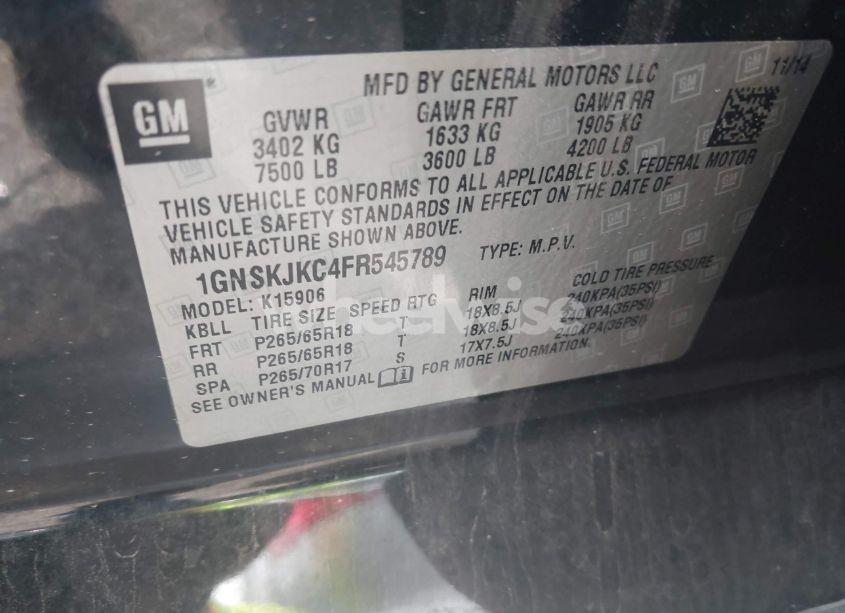 GM
MFD BY GENERAL MOTORS LLC
11/14
GVWR GAWR FRT GAWR RR
3402 KG 1633 KG 1905 KG
7500 LB 3600 LB 4200 LB
THIS VEHICLE CONFORMS TO ALL APPLICABLE U.S. FEDERAL MOTOR
VEHICLE SAFETY STANDARDS IN EFFECT ON THE DATE OF
MANUFACTURE SHOWN ABOVE.
1GNSKJKC4FR545789 TYPE: M.P.V.
MODEL: K15906
KBLL TIRE SIZE SPEED RTG RIM COLD TIRE PRESSURE
FRT P265/65R18 T 18X8.5J 240KPA(35PSI)
RR P265/65R18 T 18X8.5J 240KPA(35PSI)
SPA P265/70R17 S 17X7.5J 240KPA(35PSI)
SEE OWNER'S MANUAL FOR MORE INFORMATION.